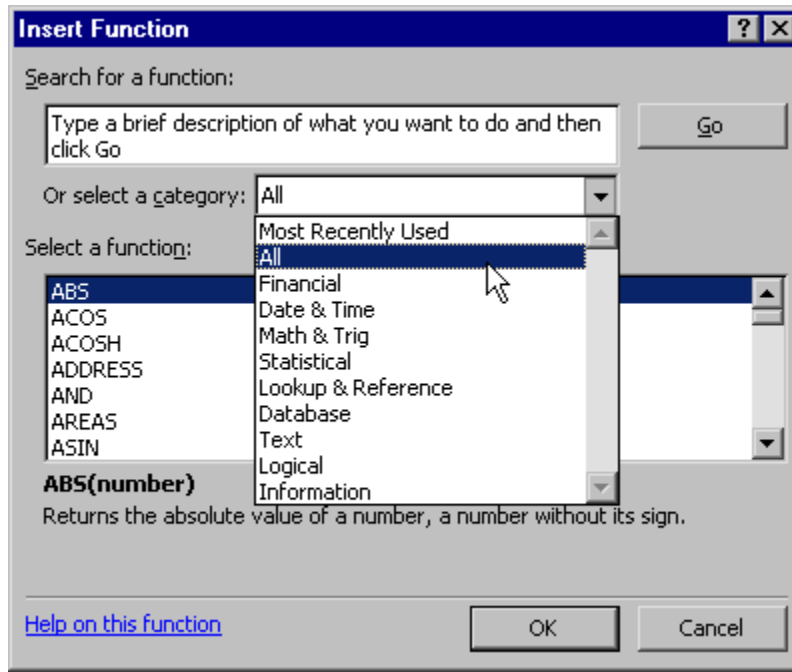 Insert Function
Search for a function:
Type a brief description of what you want to do and then
click Go
Go
Or select a category: All
Most Recently Used
All
Select a function:
Financial
Date & Time
Math & Trig
Statistical
Lookup & Reference
Database
Text
Logical
Information
ABS
ACOS
ACOSH
ADDRESS
AND
AREAS
ASIN
ABS(number)
Returns the absolute value of a number, a number without its sign.
Help on this function
OK
Cancel